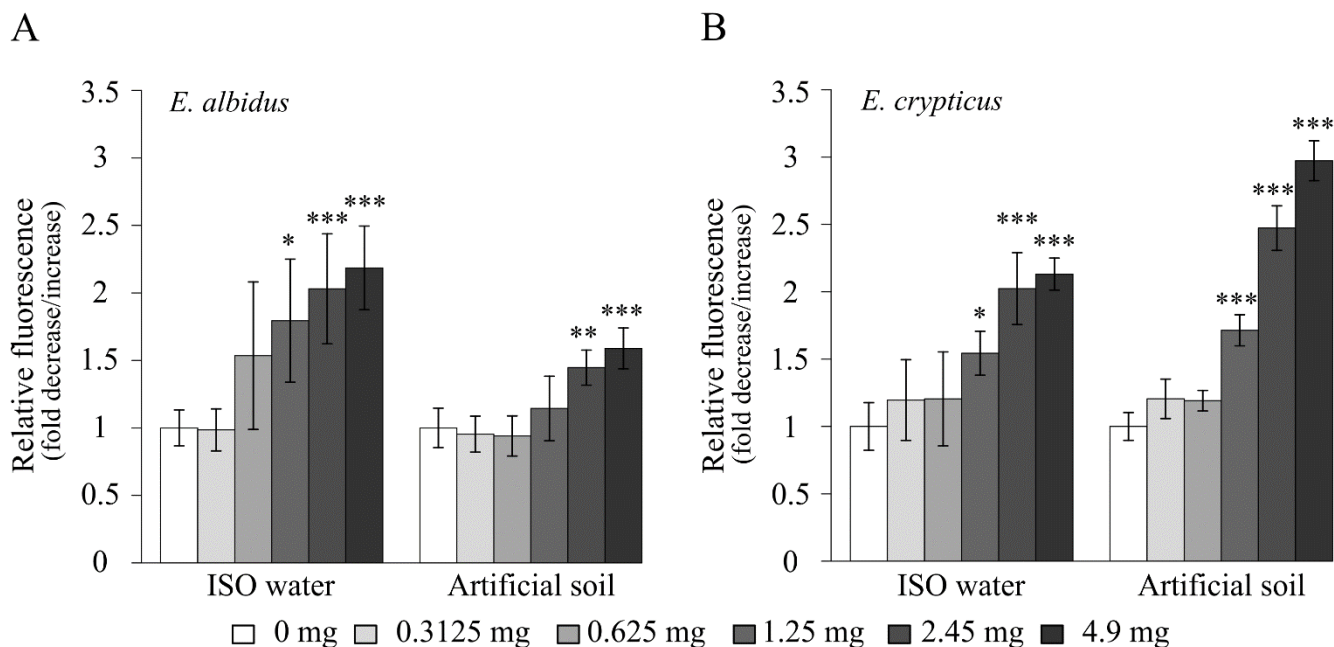 A
E. albidus
Relative fluorescence
(fold decrease/increase)
3.5
3
2.5
2
1.5
1
0.5
0
*
***
***
**
***
ISO water
Artificial soil
B
E. crypticus
Relative fluorescence
(fold decrease/increase)
3.5
3
2.5
2
1.5
1
0.5
0
*
***
***
***
***
***
ISO water
Artificial soil
0 mg 0.3125 mg 0.625 mg 1.25 mg 2.45 mg 4.9 mg